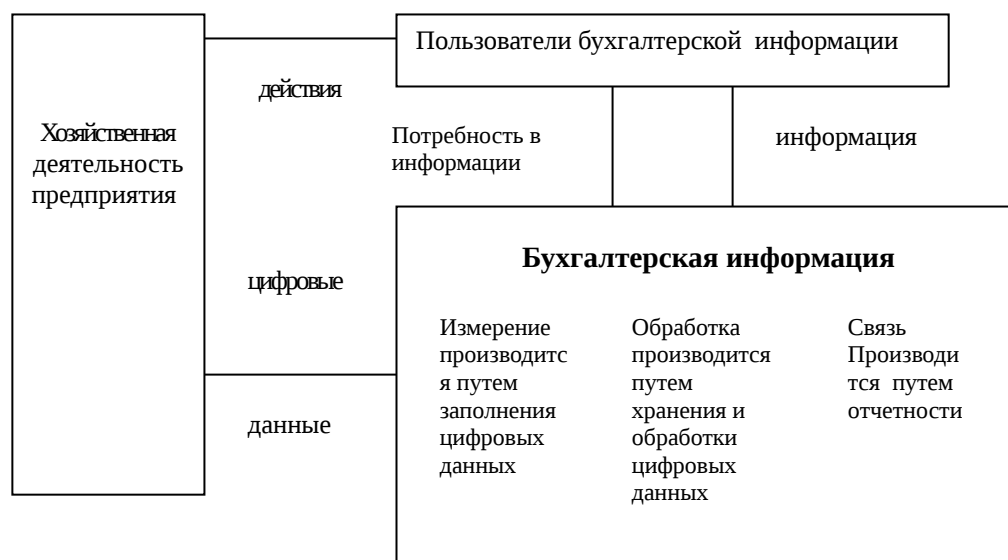 Пользователи бухгалтерской информации
действия
Хозяйственная
деятельность
предприятия
Потребность в
информации
информация
цифровые
данные
Бухгалтерская информация
Измерение
производитс
я путем
заполнения
цифровых
данных
Обработка
производится
путем
хранения и
обработки
цифровых
данных
Связь
Производи
тся путем
отчетности